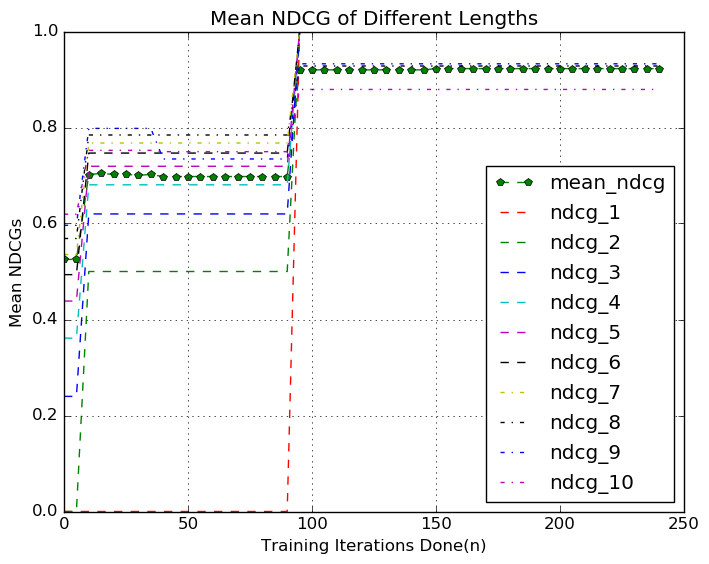 Mean NDCG of Different Lengths
1.0
0.8
0.6
0.4
0.2
0.0
Mean NDCGs
0
50
100
150
200
250
Training Iterations Done(n)
mean_ndcg
ndcg_1
ndcg_2
ndcg_3
ndcg_4
ndcg_5
ndcg_6
ndcg_7
ndcg_8
ndcg_9
ndcg_10